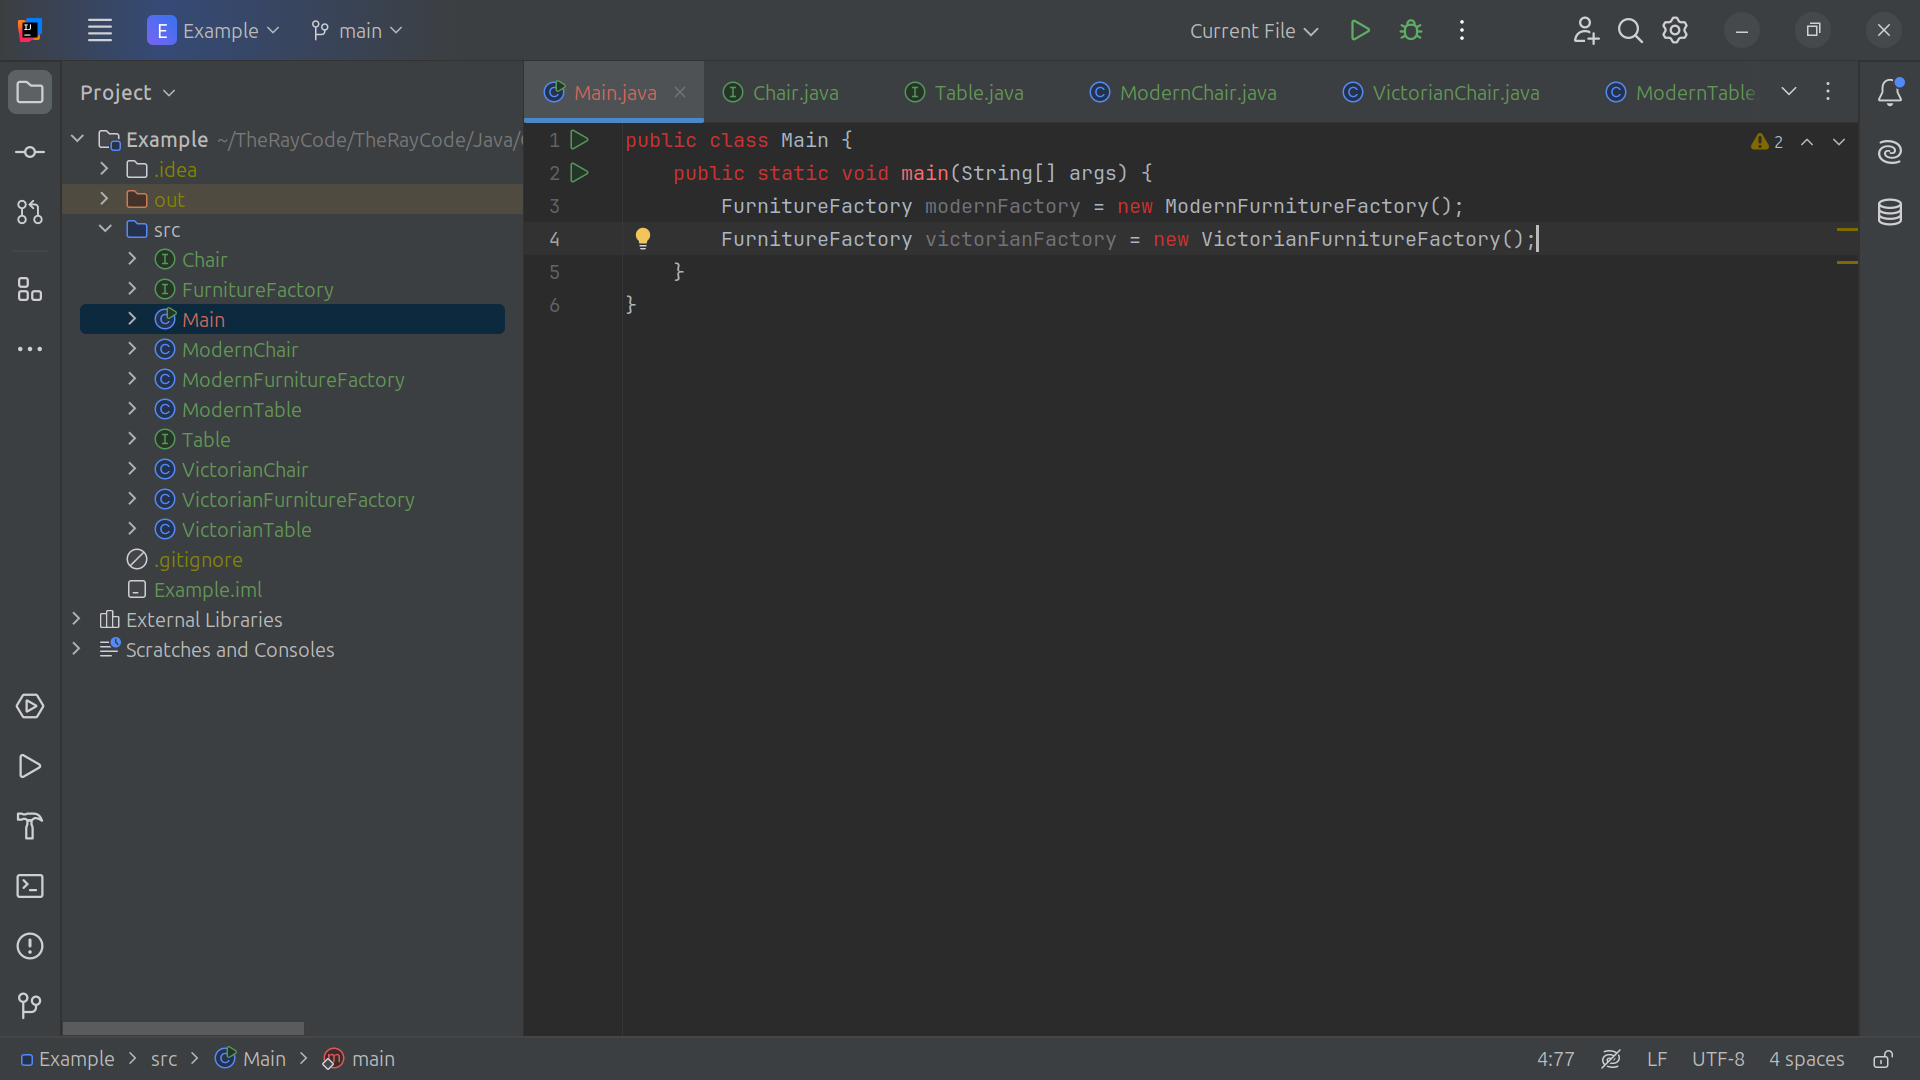 E Example main Current File
Project
Main.java Chair.java Table.java ModernChair.java VictorianChair.java ModernTable
Example ~/TheRayCode/TheRayCode/Java/
.idea
out
src
Chair
FurnitureFactory
Main
ModernChair
ModernFurnitureFactory
ModernTable
Table
VictorianChair
VictorianFurnitureFactory
VictorianTable
.gitignore
Example.iml
External Libraries
Scratches and Consoles
1 public class Main {
2 public static void main(String[] args) {
3 FurnitureFactory modernFactory = new ModernFurnitureFactory();
4 FurnitureFactory victorianFactory = new VictorianFurnitureFactory();
5 }
6 }
2
Example src Main main 4:77 LF UTF-8 4 spaces